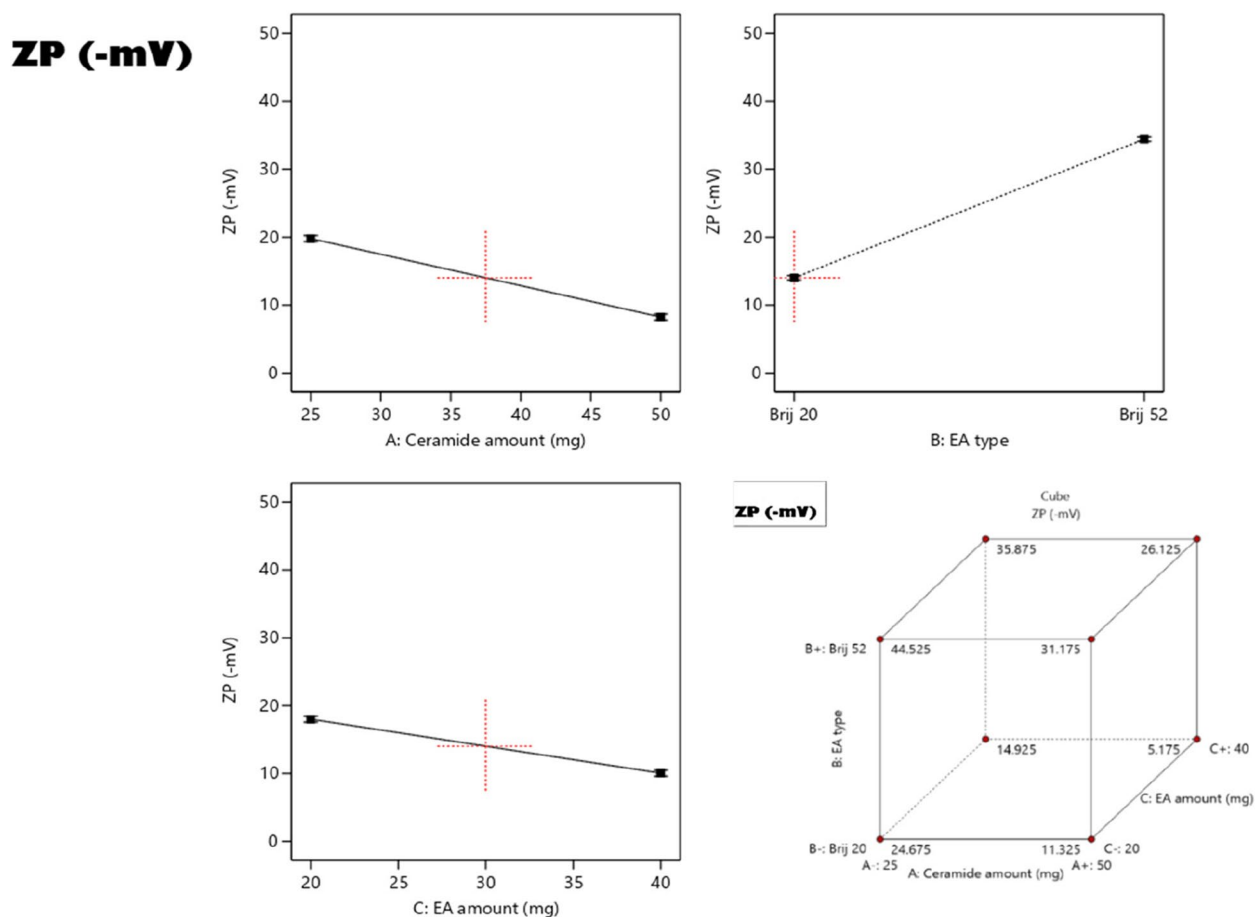 ZP (-mV)
50
40
30
20
10
0
ZP (-mV)
25 30 35 40 45 50
A: Ceramide amount (mg)
50
40
30
20
10
0
ZP (-mV)
Brij 20 Brij 52
B: EA type
50
40
30
20
10
0
ZP (-mV)
20 25 30 35 40
C: EA amount (mg)
ZP (-mV)
Cube
ZP (-mV)
35.875 26.125
B+: Brij 52 44.525 31.175
B: EA type
14.925 5.175 C+: 40
C: EA amount (mg)
B-: Brij 20 24.675 11.325 C-: 20
A-: 25 A: Ceramide amount (mg) A+: 50